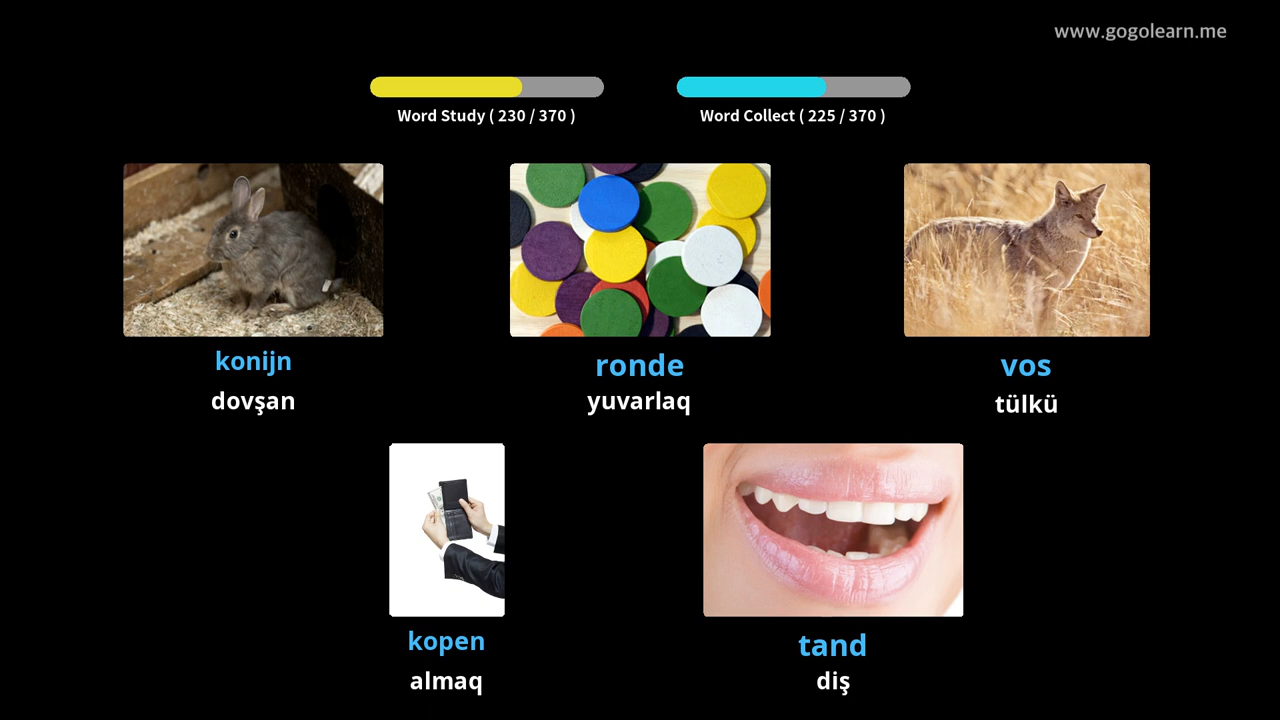 www.gogolearn.me
Word Study ( 230 / 370 )
Word Collect ( 225 / 370 )
konijn
dovşan
ronde
yuvarlaq
vos
tülkü
kopen
almaq
tand
diş